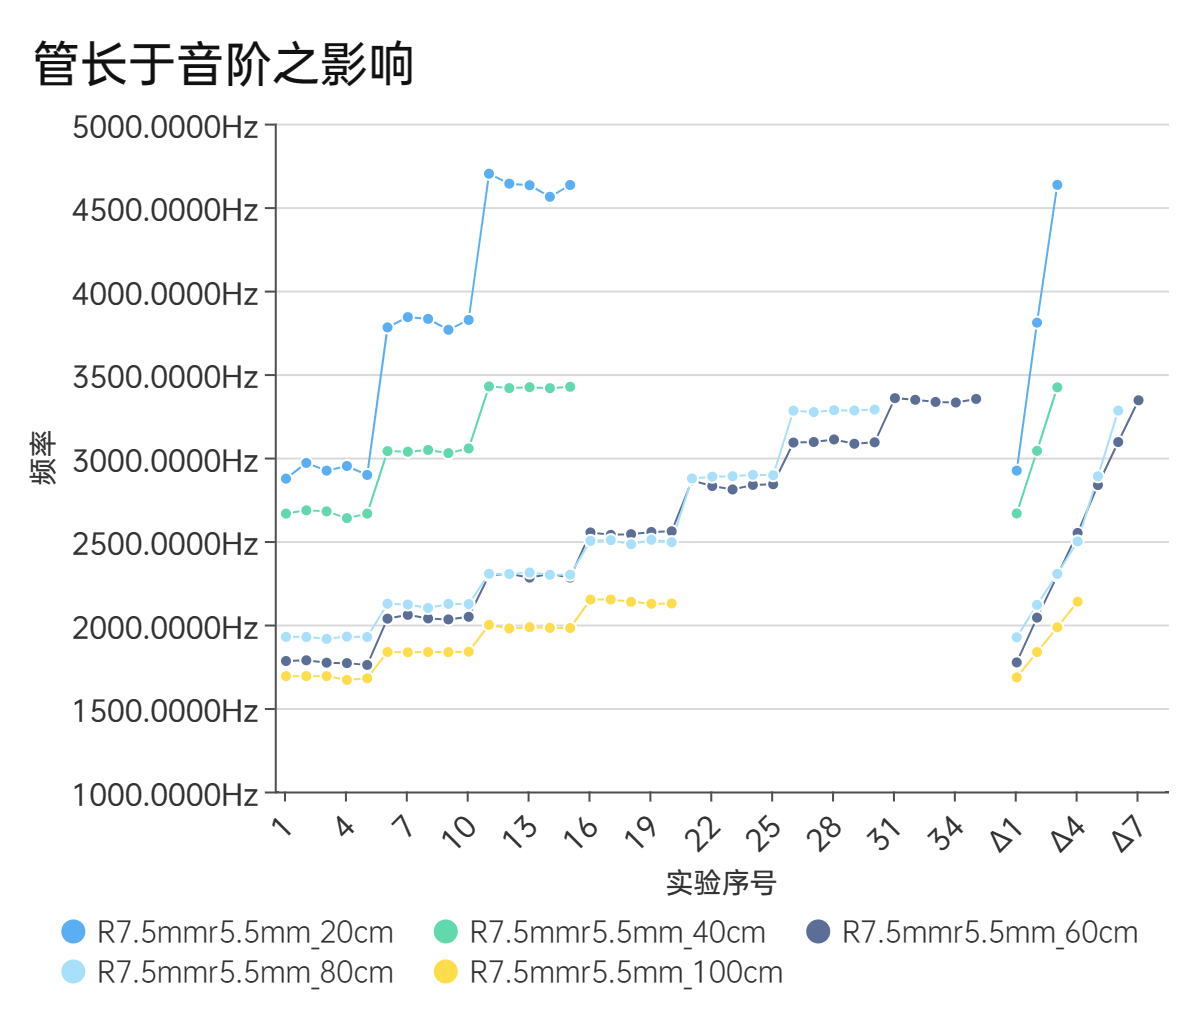 管长于音阶之影响
5000.0000Hz
4500.0000Hz
4000.0000Hz
3500.0000Hz
3000.0000Hz
2500.0000Hz
2000.0000Hz
1500.0000Hz
1000.0000Hz
频率
1 4 7 10 13 16 19 22 25 28 31 34 Δ1 Δ4 Δ7
实验序号
R7.5mmr5.5mm_20cm R7.5mmr5.5mm_40cm R7.5mmr5.5mm_60cm
R7.5mmr5.5mm_80cm R7.5mmr5.5mm_100cm